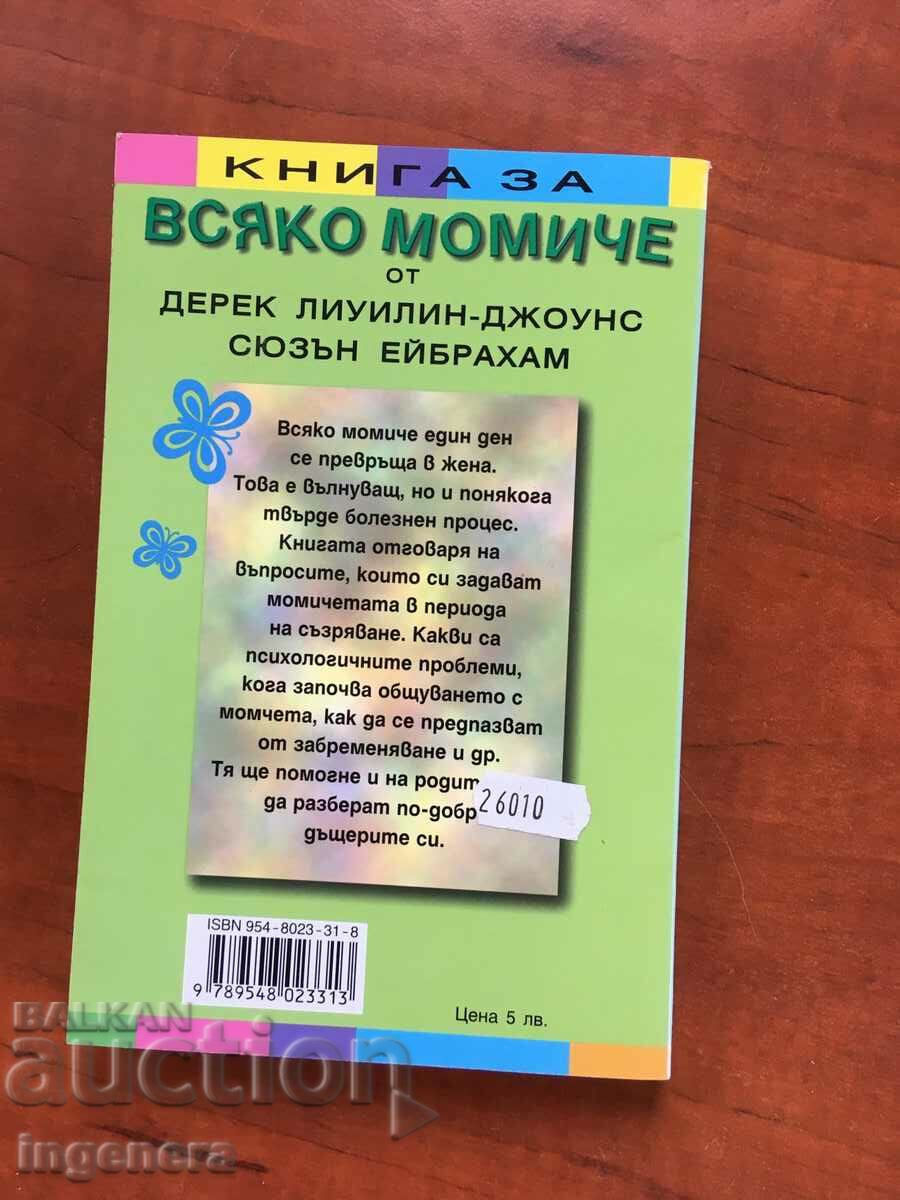 КНИГА ЗА
ВСЯКО МОМИЧЕ
ОТ
ДЕРЕК ЛИУИЛИН-ДЖОУНС
СЮЗЪН ЕЙБРАХАМ
Всяко момиче един ден
се превръща в жена.
Това е вълнуващ, но и понякога
твърде болезнен процес.
Книгата отговаря на
въпросите, които си задават
момичетата в периода
на съзряване. Какви са
психологичните проблеми,
кога започва общуването с
момчета, как да се предпазват
от забременяване и др.
Тя ще помогне и на
26010
да разберат
дъщерите си.
ISBN 954-8023-31-8
9 789548 023313
Цена 5 лв.
BALKAN
auction
ingenera